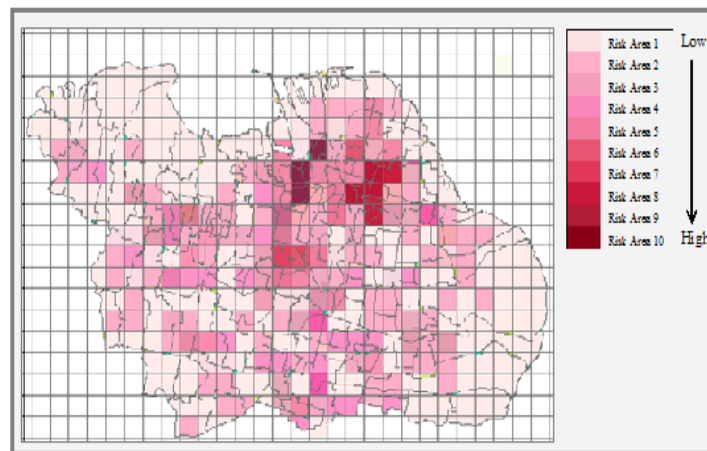 Risk Area 1
Low
Risk Area 2
Risk Area 3
Risk Area 4
Risk Area 5
Risk Area 6
Risk Area 7
Risk Area 8
Risk Area 9
Risk Area 10
High